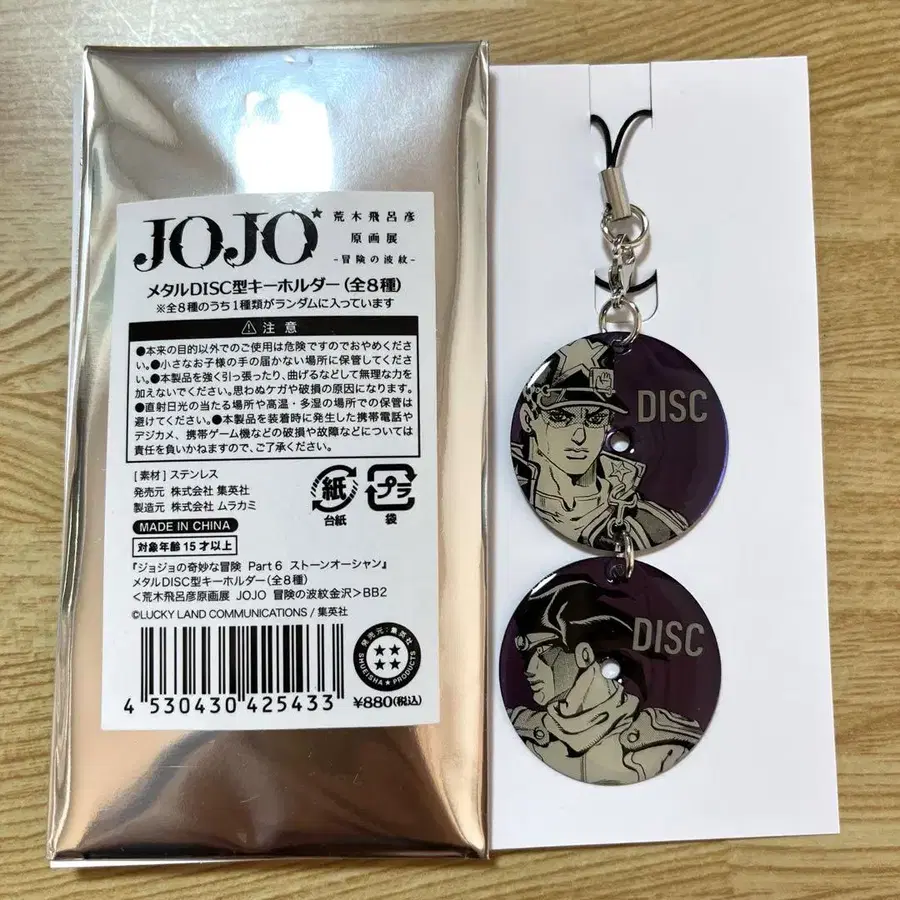 JOJO
荒木飛呂彦
原画展
-冒険の波紋-
メタルDISC型キーホルダー(全8種)
※全8種のうち1種類がランダムに入っています
注意
●本来の目的以外でのご使用は危険ですのでおやめくださ
い。●小さなお子様の手の届かない場所に保管してくださ
い。●本製品を強く引っ張ったり、曲げるなどして無理な力を
加えないでください。思わぬケガや破損の原因になります。
●直射日光の当たる場所や高温・多湿の場所での保管は
避けてください。●本製品を装着時に発生した携帯電話や
デジカメ、携帯ゲーム機などの破損や故障などについては
責任を負いかねますので、ご了承ください。
[素材] ステンレス
発売元 株式会社 集英社
製造元 株式会社 ムラカミ
紙
台紙
プラ
袋
MADE IN CHINA
対象年齢15才以上
『ジョジョの奇妙な冒険 Part6 ストーンオーシャン』
メタルDISC型キーホルダー(全8種)
<荒木飛呂彦原画展 JOJO 冒険の波紋金沢>BB2
©LUCKY LAND COMMUNICATIONS / 集英社
発売元:集英社
SHUEISHA PRODUCTS
4 530430 425433
¥880(税込)
DISC
DISC